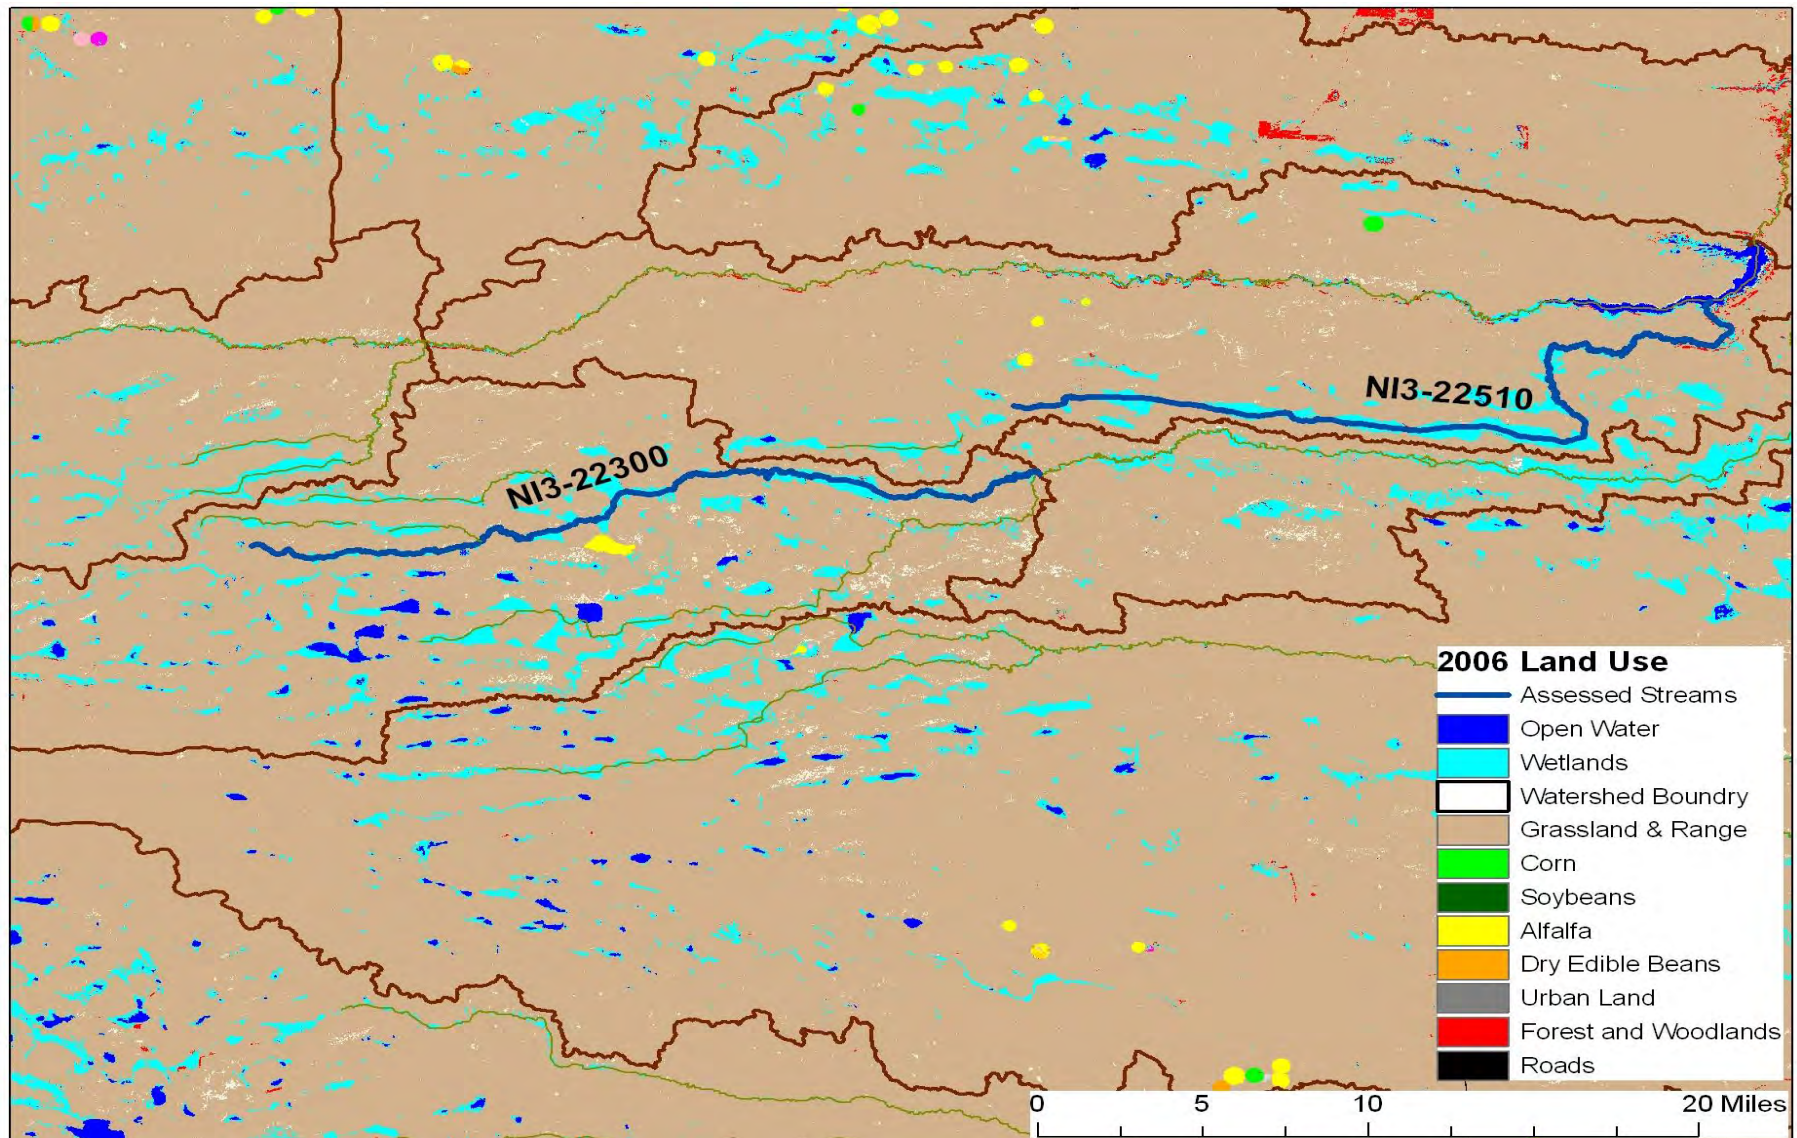 NI3-22510
NI3-22300
2006 Land Use
Assessed Streams
Open Water
Wetlands
Watershed Boundry
Grassland & Range
Corn
Soybeans
Alfalfa
Dry Edible Beans
Urban Land
Forest and Woodlands
Roads
0 5 10 20 Miles